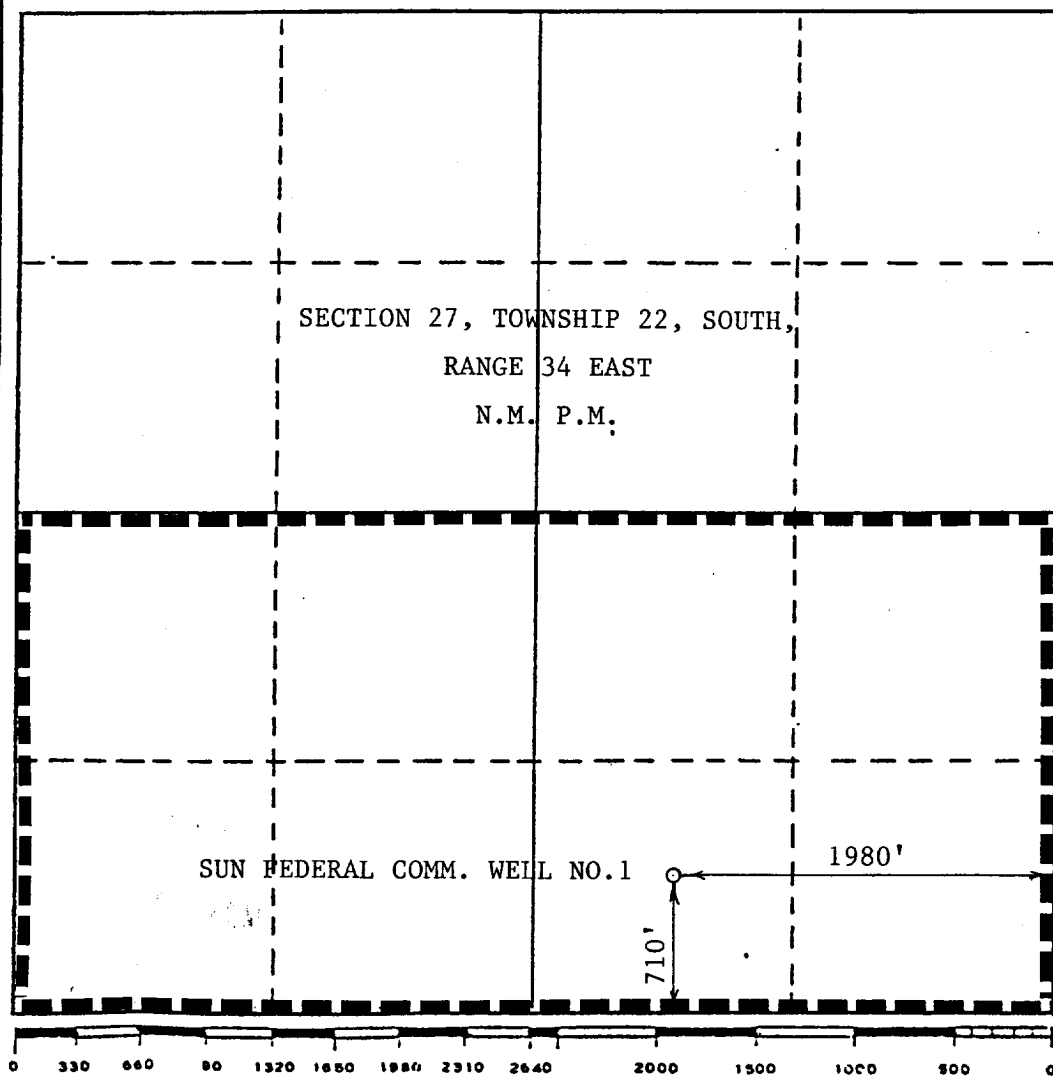 SECTION 27, TOWNSHIP 22, SOUTH,
RANGE 34 EAST
N.M. P.M.
SUN FEDERAL COMM. WELL NO.1
1980'
710'
0 330 660 90 1320 1650 1980 2310 2640 2000 1500 1000 500 0